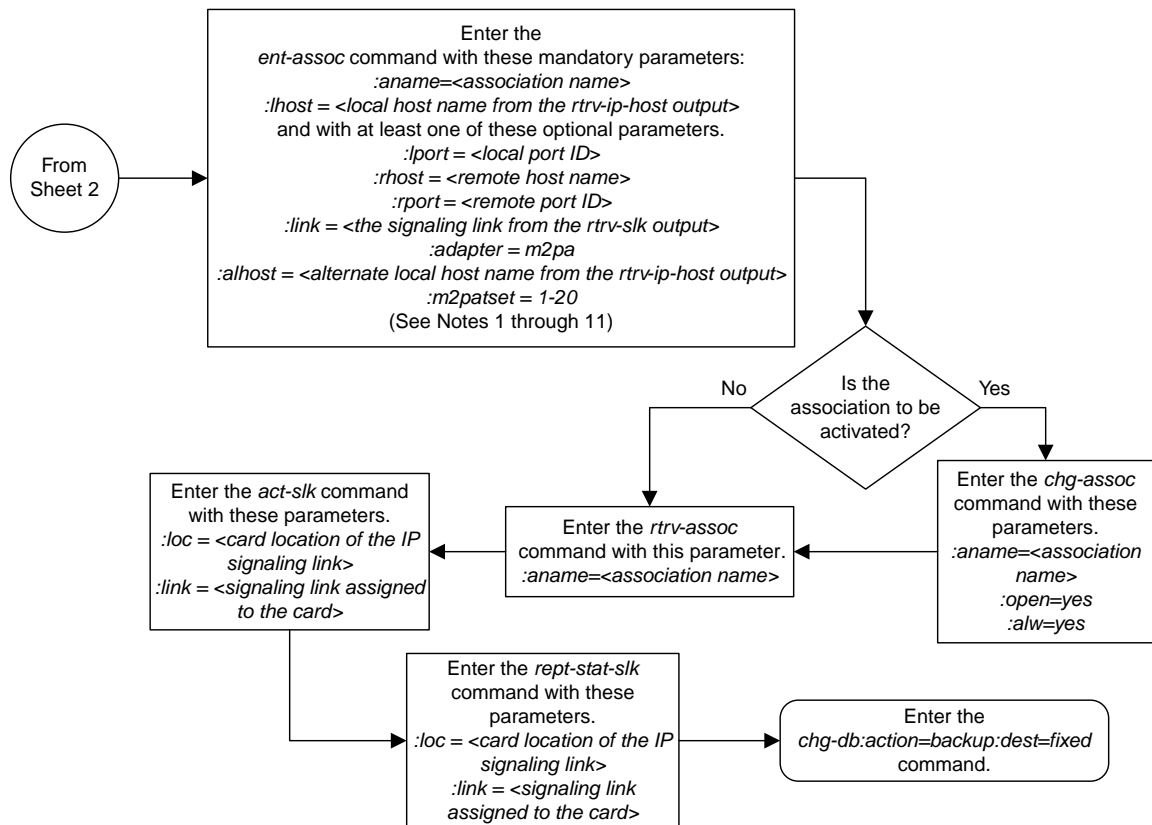 From
Sheet 2
Enter the
ent-assoc command with these mandatory parameters:
:aname=<association name>
:lhost = <local host name from the rtrv-ip-host output>
and with at least one of these optional parameters.
:lport = <local port ID>
:rhost = <remote host name>
:rport = <remote port ID>
:link = <the signaling link from the rtrv-slk output>
:adapter = m2pa
:alhost = <alternate local host name from the rtrv-ip-host output>
:m2patset = 1-20
(See Notes 1 through 11)
Is the
association to be
activated?
No
Yes
Enter the chg-assoc
command with these
parameters.
:aname=<association
name>
:open=yes
:alw=yes
Enter the rtrv-assoc
command with this parameter.
:aname=<association name>
Enter the act-slk command
with these parameters.
:loc = <card location of the IP
signaling link>
:link = <signaling link assigned
to the card>
Enter the rept-stat-slk
command with these
parameters.
:loc = <card location of the IP
signaling link>
:link = <signaling link
assigned to the card>
Enter the
chg-db:action=backup:dest=fixed
command.